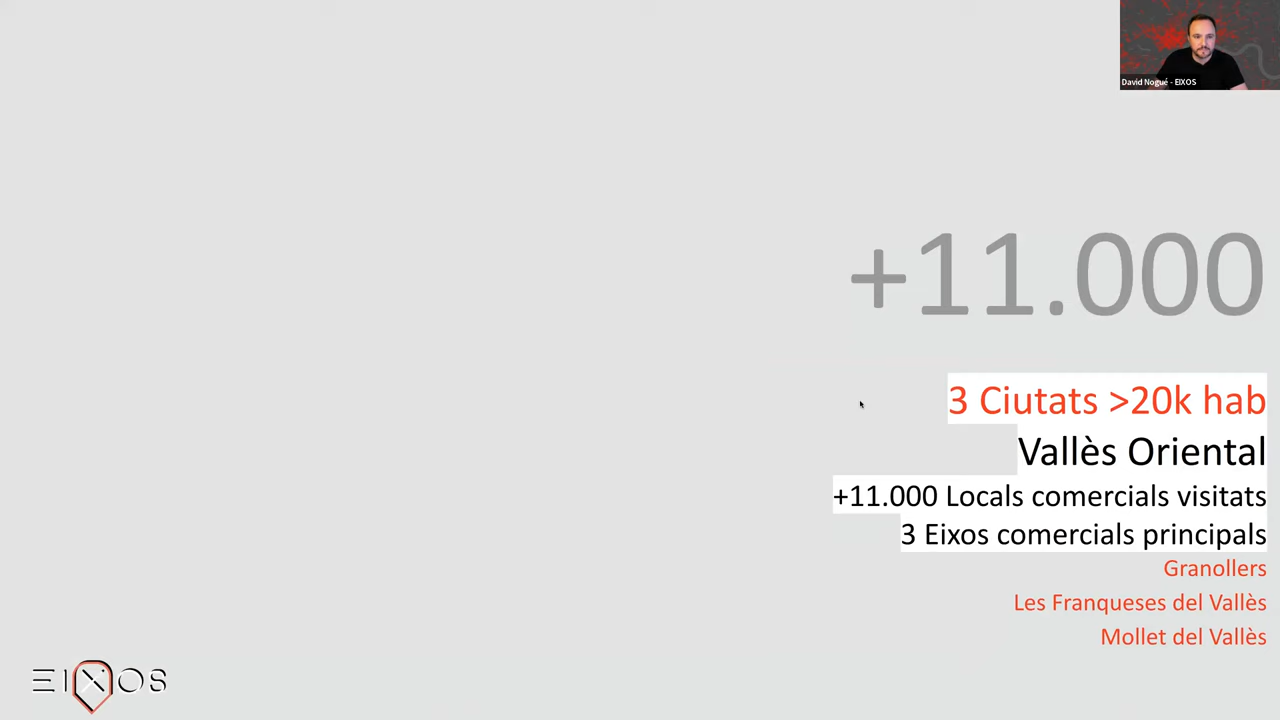 David Nogué - EIXOS
+11.000
3 Ciutats >20k hab
Vallès Oriental
+11.000 Locals comercials visitats
3 Eixos comercials principals
Granollers
Les Franqueses del Vallès
Mollet del Vallès
EIXOS